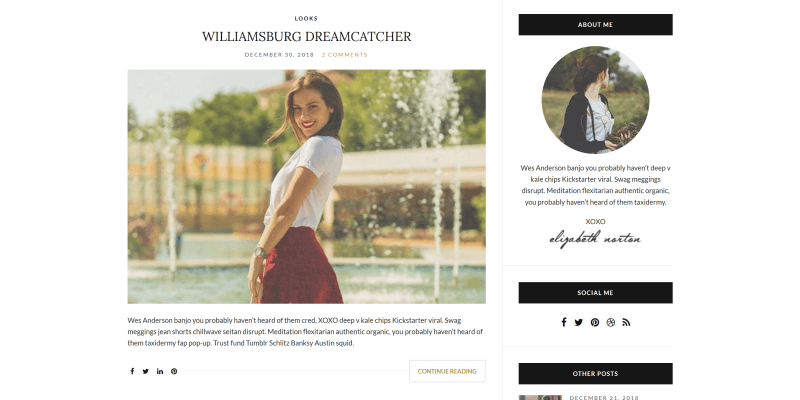 LOOKS
WILLIAMSBURG DREAMCATCHER
DECEMBER 30, 2018 2 COMMENTS
Wes Anderson banjo you probably haven't heard of them cred, XOXO deep v kale chips Kickstarter viral. Swag
meggings jean shorts chillwave seitan disrupt. Meditation flexitarian authentic organic, you probably haven't heard of
them taxidermy fap pop-up. Trust fund Tumblr Schlitz Banksy Austin squid.
CONTINUE READING
ABOUT ME
Wes Anderson banjo you probably haven't deep v
kale chips Kickstarter viral. Swag meggings
disrupt. Meditation flexitarian authentic organic,
you probably haven't heard of them taxidermy.
XOXO
elizabeth norton
SOCIAL ME
OTHER POSTS
DECEMBER 21, 2018